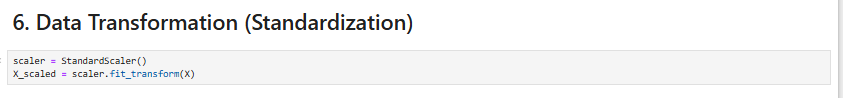 6. Data Transformation (Standardization)
scaler = StandardScaler()
X_scaled = scaler.fit_transform(X)